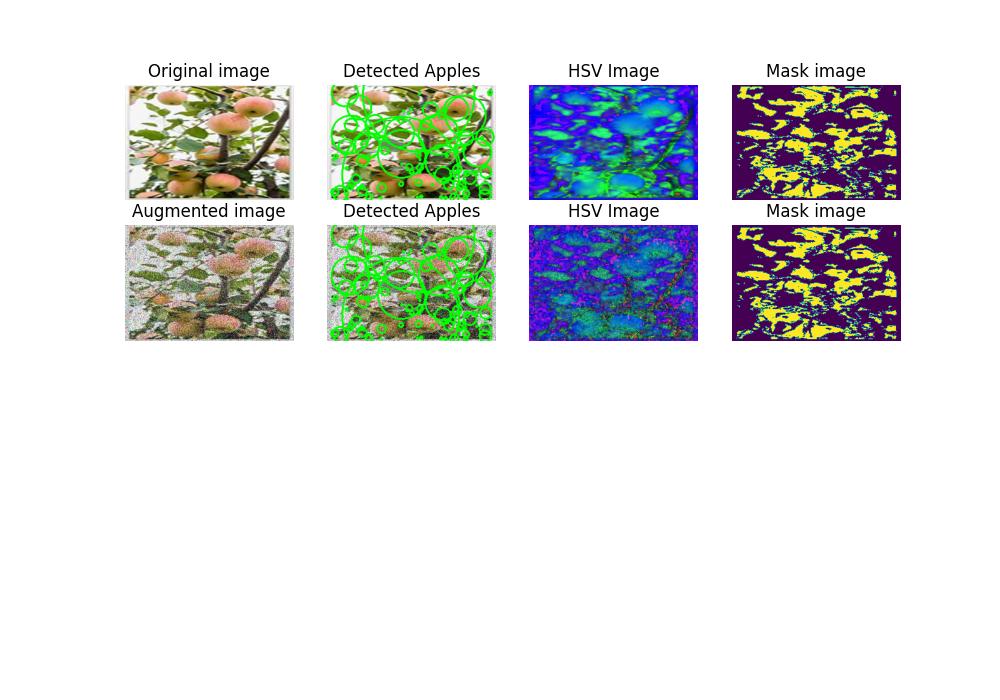 Original image
Detected Apples
HSV Image
Mask image
Augmented image
Detected Apples
HSV Image
Mask image